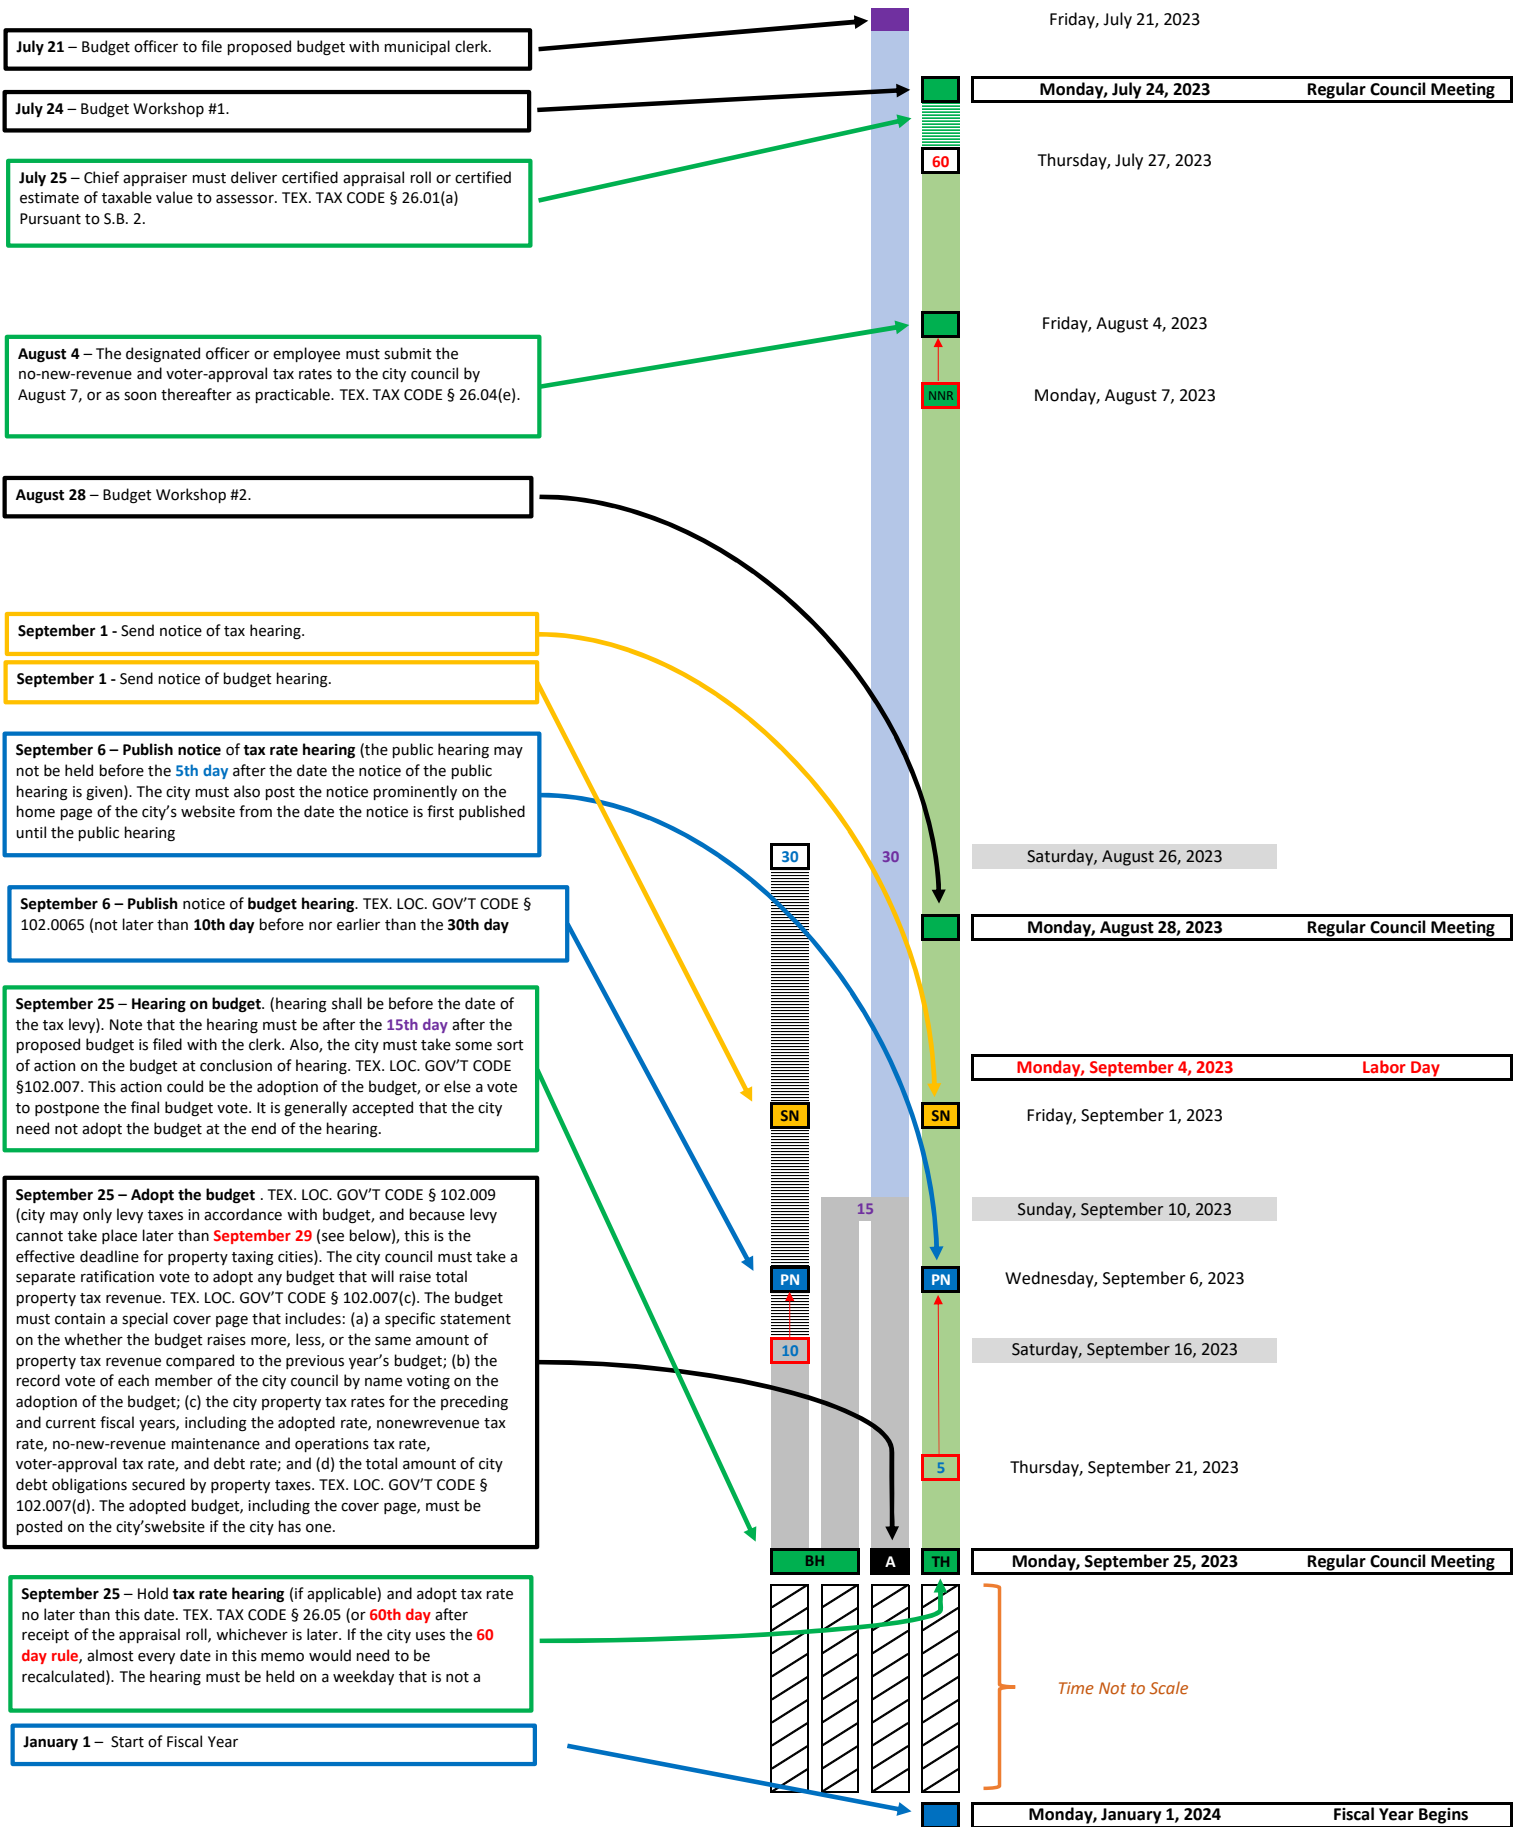 July 21 – Budget officer to file proposed budget with municipal clerk.
July 24 – Budget Workshop #1.
July 25 – Chief appraiser must deliver certified appraisal roll or certified
estimate of taxable value to assessor. TEX. TAX CODE § 26.01(a)
Pursuant to S.B. 2.
August 4 – The designated officer or employee must submit the
no-new-revenue and voter-approval tax rates to the city council by
August 7, or as soon thereafter as practicable. TEX. TAX CODE § 26.04(e).
August 28 – Budget Workshop #2.
September 1 - Send notice of tax hearing.
September 1 - Send notice of budget hearing.
September 6 – Publish notice of tax rate hearing (the public hearing may
not be held before the 5th day after the date the notice of the public
hearing is given). The city must also post the notice prominently on the
home page of the city's website from the date the notice is first published
until the public hearing
September 6 – Publish notice of budget hearing. TEX. LOC. GOV'T CODE §
102.0065 (not later than 10th day before nor earlier than the 30th day
September 25 – Hearing on budget. (hearing shall be before the date of
the tax levy). Note that the hearing must be after the 15th day after the
proposed budget is filed with the clerk. Also, the city must take some sort
of action on the budget at conclusion of hearing. TEX. LOC. GOV'T CODE
§102.007. This action could be the adoption of the budget, or else a vote
to postpone the final budget vote. It is generally accepted that the city
need not adopt the budget at the end of the hearing.
September 25 – Adopt the budget . TEX. LOC. GOV'T CODE § 102.009
(city may only levy taxes in accordance with budget, and because levy
cannot take place later than September 29 (see below), this is the
effective deadline for property taxing cities). The city council must take a
separate ratification vote to adopt any budget that will raise total
property tax revenue. TEX. LOC. GOV'T CODE § 102.007(c). The budget
must contain a special cover page that includes: (a) a specific statement
on the whether the budget raises more, less, or the same amount of
property tax revenue compared to the previous year's budget; (b) the
record vote of each member of the city council by name voting on the
adoption of the budget; (c) the city property tax rates for the preceding
and current fiscal years, including the adopted rate, nonewrevenue tax
rate, no-new-revenue maintenance and operations tax rate,
voter-approval tax rate, and debt rate; and (d) the total amount of city
debt obligations secured by property taxes. TEX. LOC. GOV'T CODE §
102.007(d). The adopted budget, including the cover page, must be
posted on the city'swebsite if the city has one.
September 25 – Hold tax rate hearing (if applicable) and adopt tax rate
no later than this date. TEX. TAX CODE § 26.05 (or 60th day after
receipt of the appraisal roll, whichever is later. If the city uses the 60
day rule, almost every date in this memo would need to be
recalculated). The hearing must be held on a weekday that is not a
January 1 – Start of Fiscal Year
Friday, July 21, 2023
Monday, July 24, 2023 Regular Council Meeting
60 Thursday, July 27, 2023
Friday, August 4, 2023
NNR Monday, August 7, 2023
30 30 Saturday, August 26, 2023
Monday, August 28, 2023 Regular Council Meeting
Monday, September 4, 2023 Labor Day
SN SN Friday, September 1, 2023
15 Sunday, September 10, 2023
PN PN Wednesday, September 6, 2023
10 Saturday, September 16, 2023
5 Thursday, September 21, 2023
BH A TH Monday, September 25, 2023 Regular Council Meeting
Time Not to Scale
Monday, January 1, 2024 Fiscal Year Begins